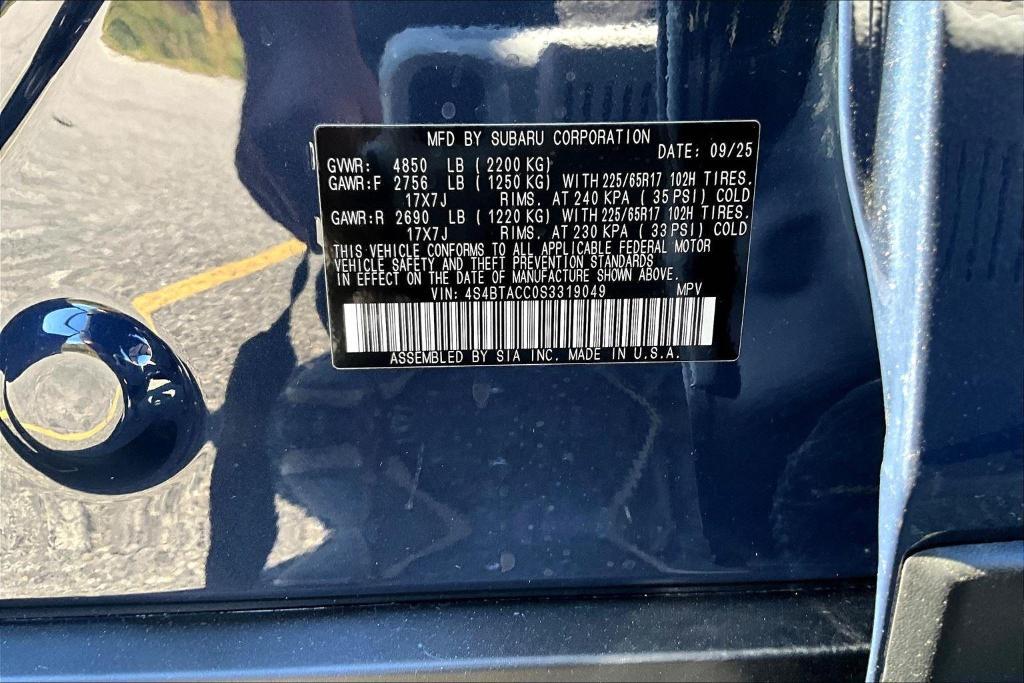 MFD BY SUBARU CORPORATION
DATE: 09/25
GVWR: 4850 LB (2200 KG)
GAWR:F 2756 LB (1250 KG) WITH 225/65R17 102H TIRES,
17X7J RIMS, AT 240 KPA (35 PSI) COLD
GAWR:R 2690 LB (1220 KG) WITH 225/65R17 102H TIRES,
17X7J RIMS, AT 230 KPA (33 PSI) COLD
THIS VEHICLE CONFORMS TO ALL APPLICABLE FEDERAL MOTOR
VEHICLE SAFETY AND THEFT PREVENTION STANDARDS
IN EFFECT ON THE DATE OF MANUFACTURE SHOWN ABOVE.
VIN: 4S4BTACC0S3319049 MPV
ASSEMBLED BY SIA INC. MADE IN U.S.A.